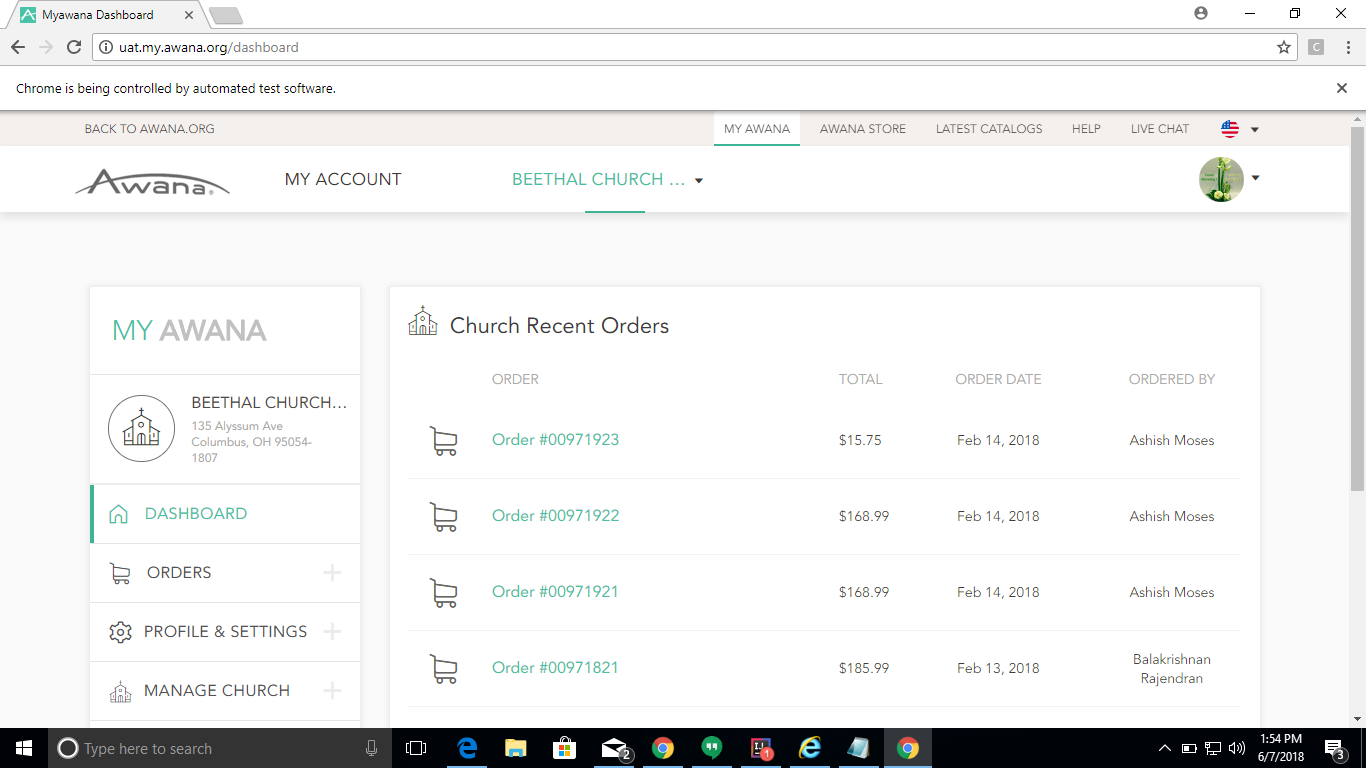 Myawana Dashboard
uat.my.awana.org/dashboard
C
Chrome is being controlled by automated test software.
BACK TO AWANA.ORG
MY AWANA
AWANA STORE
LATEST CATALOGS
HELP
LIVE CHAT
Awana®
MY ACCOUNT
BEETHAL CHURCH ...
MY AWANA
BEETHAL CHURCH...
135 Alyssum Ave
Columbus, OH 95054-
1807
DASHBOARD
ORDERS
PROFILE & SETTINGS
MANAGE CHURCH
Church Recent Orders
ORDER TOTAL ORDER DATE ORDERED BY
Order #00971923 $15.75 Feb 14, 2018 Ashish Moses
Order #00971922 $168.99 Feb 14, 2018 Ashish Moses
Order #00971921 $168.99 Feb 14, 2018 Ashish Moses
Order #00971821 $185.99 Feb 13, 2018 Balakrishnan
Rajendran
Type here to search
2
IJ
1
1:54 PM
6/7/2018
3